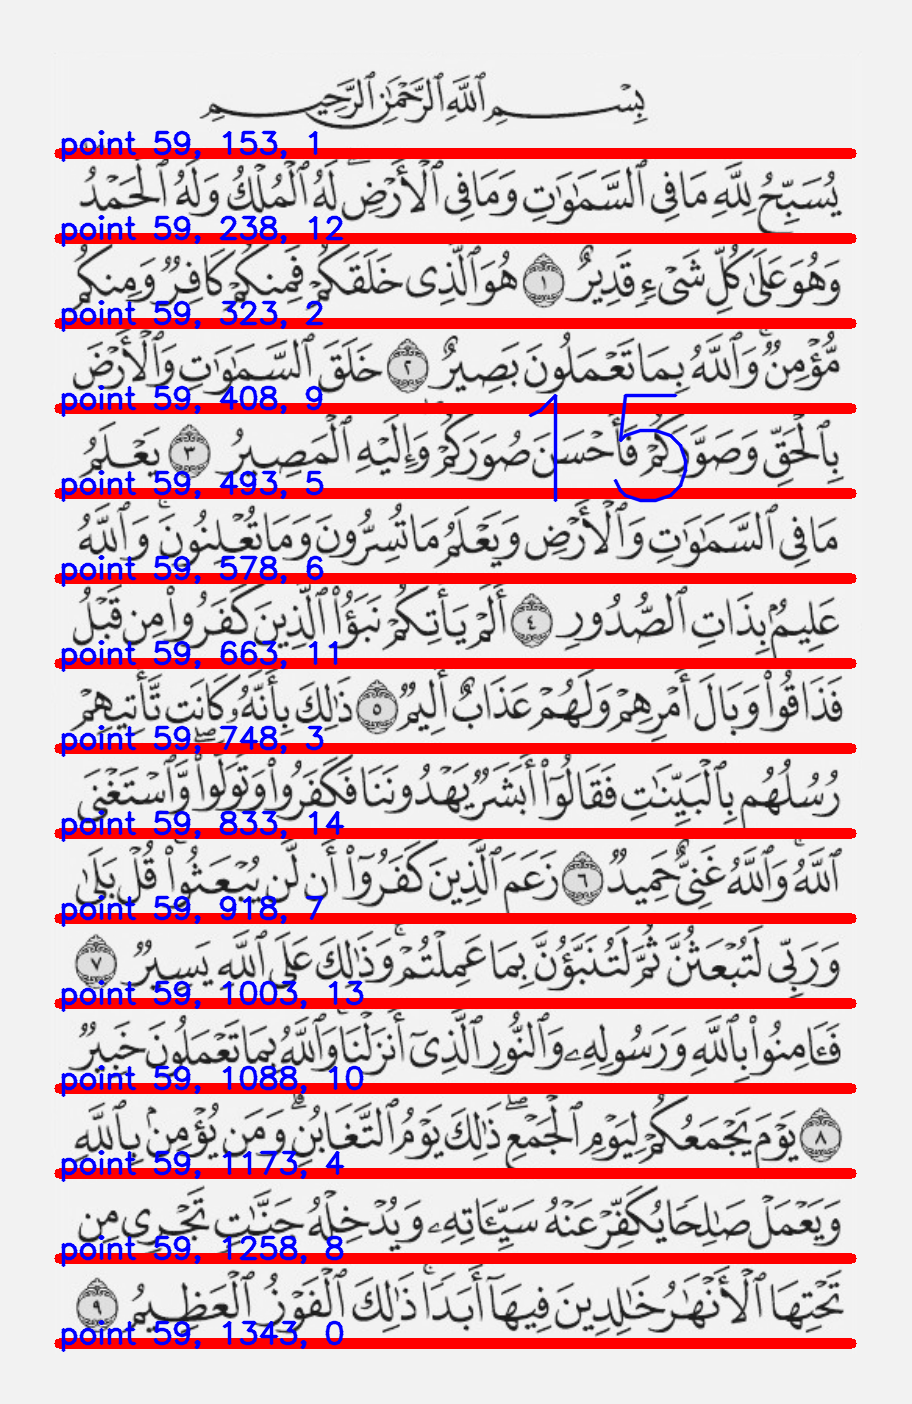 بِسْمِ ٱللَّهِ ٱلرَّحْمَٰنِ ٱلرَّحِيمِ
point 59, 153, 1
يُسَبِّحُ لِلَّهِ مَا فِى ٱلسَّمَٰوَٰتِ وَمَا فِى ٱلْأَرْضِۖ لَهُ ٱلْمُلْكُ وَلَهُ ٱلْحَمْدُ
point 59, 238, 12
وَهُوَ عَلَىٰ كُلِّ شَىْءٍ قَدِيرٌ ١ هُوَ ٱلَّذِى خَلَقَكُمْ فَمِنكُمْ كَافِرٌ وَمِنكُم
point 59, 323, 2
مُّؤْمِنٌۚ وَٱللَّهُ بِمَا تَعْمَلُونَ بَصِيرٌ ٢ خَلَقَ ٱلسَّمَٰوَٰتِ وَٱلْأَرْضَ
point 59, 408, 9
بِٱلْحَقِّ وَصَوَّرَكُمْ فَأَحْسَنَ صُوَرَكُمْۖ وَإِلَيْهِ ٱلْمَصِيرُ ٣ يَعْلَمُ
15
point 59, 493, 5
مَا فِى ٱلسَّمَٰوَٰتِ وَٱلْأَرْضِ وَيَعْلَمُ مَا تُسِرُّونَ وَمَا تُعْلِنُونَۚ وَٱللَّهُ
point 59, 578, 6
عَلِيمٌۢ بِذَاتِ ٱلصُّدُورِ ٤ أَلَمْ يَأْتِكُمْ نَبَؤُا۟ ٱلَّذِينَ كَفَرُوا۟ مِن قَبْلُ
point 59, 663, 11
فَذَاقُوا۟ وَبَالَ أَمْرِهِمْ وَلَهُمْ عَذَابٌ أَلِيمٌ ٥ ذَٰلِكَ بِأَنَّهُۥ كَانَت تَّأْتِيهِمْ
point 59, 748, 3
رُسُلُهُم بِٱلْبَيِّنَٰتِ فَقَالُوٓا۟ أَبَشَرٌ يَهْدُونَنَا فَكَفَرُوا۟ وَتَوَلَّوا۟ۖ وَّٱسْتَغْنَى
point 59, 833, 14
ٱللَّهُۚ وَٱللَّهُ غَنِىٌّ حَمِيدٌ ٦ زَعَمَ ٱلَّذِينَ كَفَرُوٓا۟ أَن لَّن يُبْعَثُوا۟ۚ قُلْ بَلَىٰ
point 59, 918, 7
وَرَبِّى لَتُبْعَثُنَّ ثُمَّ لَتُنَبَّؤُنَّ بِمَا عَمِلْتُمْۚ وَذَٰلِكَ عَلَى ٱللَّهِ يَسِيرٌ ٧
point 59, 1003, 13
فَـَٔامِنُوا۟ بِٱللَّهِ وَرَسُولِهِۦ وَٱلنُّورِ ٱلَّذِىٓ أَنزَلْنَاۚ وَٱللَّهُ بِمَا تَعْمَلُونَ خَبِيرٌ
point 59, 1088, 10
٨ يَوْمَ يَجْمَعُكُمْ لِيَوْمِ ٱلْجَمْعِۖ ذَٰلِكَ يَوْمُ ٱلتَّغَابُنِۗ وَمَن يُؤْمِنۢ بِٱللَّهِ
point 59, 1173, 4
وَيَعْمَلْ صَٰلِحًا يُكَفِّرْ عَنْهُ سَيِّـَٔاتِهِۦ وَيُدْخِلْهُ جَنَّٰتٍ تَجْرِى مِن
point 59, 1258, 8
تَحْتِهَا ٱلْأَنْهَٰرُ خَٰلِدِينَ فِيهَآ أَبَدًاۚ ذَٰلِكَ ٱلْفَوْزُ ٱلْعَظِيمُ ٩
point 59, 1343, 0